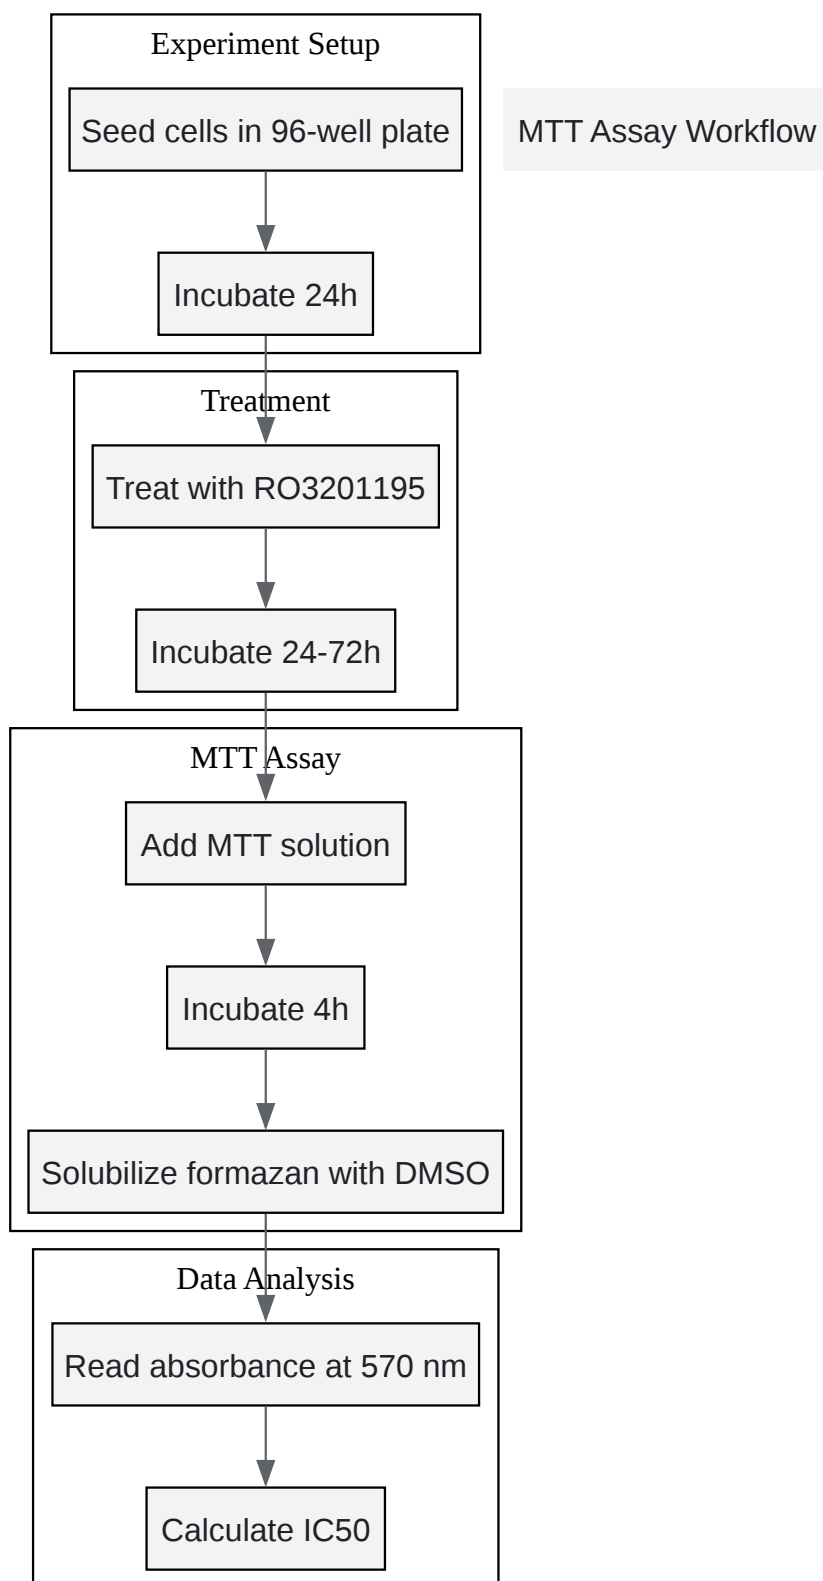 Experiment Setup
Seed cells in 96-well plate
MTT Assay Workflow
Incubate 24h
Treatment
Treat with RO3201195
Incubate 24-72h
MTT Assay
Add MTT solution
Incubate 4h
Solubilize formazan with DMSO
Data Analysis
Read absorbance at 570 nm
Calculate IC50